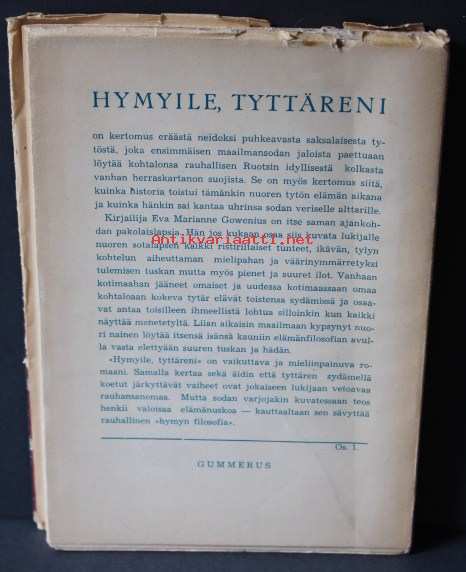 HYMYILE, TYTTÄRENI
on kertomus eräästä neidoksi puhkeavasta saksalaisesta ty-
töstä, joka ensimmäisen maailmansodan jaloista paettuaan
löytää kohtalonsa rauhallisen Ruotsin idyllisestä kolkasta
vanhan herraskartanon suojista. Se on myös kertomus siitä,
kuinka historia toistui tämänkin nuoren tytön elämän aikana
ja kuinka hänkin sai kantaa uhrinsa sodan veriselle alttarille.
Kirjailija Eva Marianne Gowenius on itse saman ajankoh-
dan pakolaislapsia. Hän jos kukaan osaa siis kuvata lukijalle
nuoren sotalapsen kaikki ristiriitaiset tunteet, ikävän, tylyn
kohtelun aiheuttaman mielipahan ja väärinymmärretyksi
tulemisen tuskan mutta myös pienet ja suuret ilot. Vanhaan
kotimaahan jääneet omaiset ja uudessa kotimaassaan omaa
kohtaloaan kokeva tytär elävät toistensa sydämissä ja osaa-
vat antaa toisilleen ihmeellistä lohtua silloinkin kun kaikki
näyttää menetetyltä. Liian aikaisin maailmaan kypsynyt nuo-
ri nainen löytää itsensä isänsä kauniin elämänfilosofian avul-
la vasta elettyään suuren tuskan ja hädän.
»Hymyile, tyttäreni» on vaikuttava ja mieliinpainuva ro-
maani. Samalla kertaa sekä äidin että tyttären sydämellä
koetut järkyttävät vaiheet ovat jokaiseen lukijaan vetoavaa
rauhansanomaa. Mutta sodan varjojakin kuvatessaan teos
henkii valoisaa elämänuskoa — kauttaaltaan sen sävyttää
rauhallinen »hymyn filosofia».
Antikvariaatti.net
rekisteröity
Os. 1.
GUMMERUS